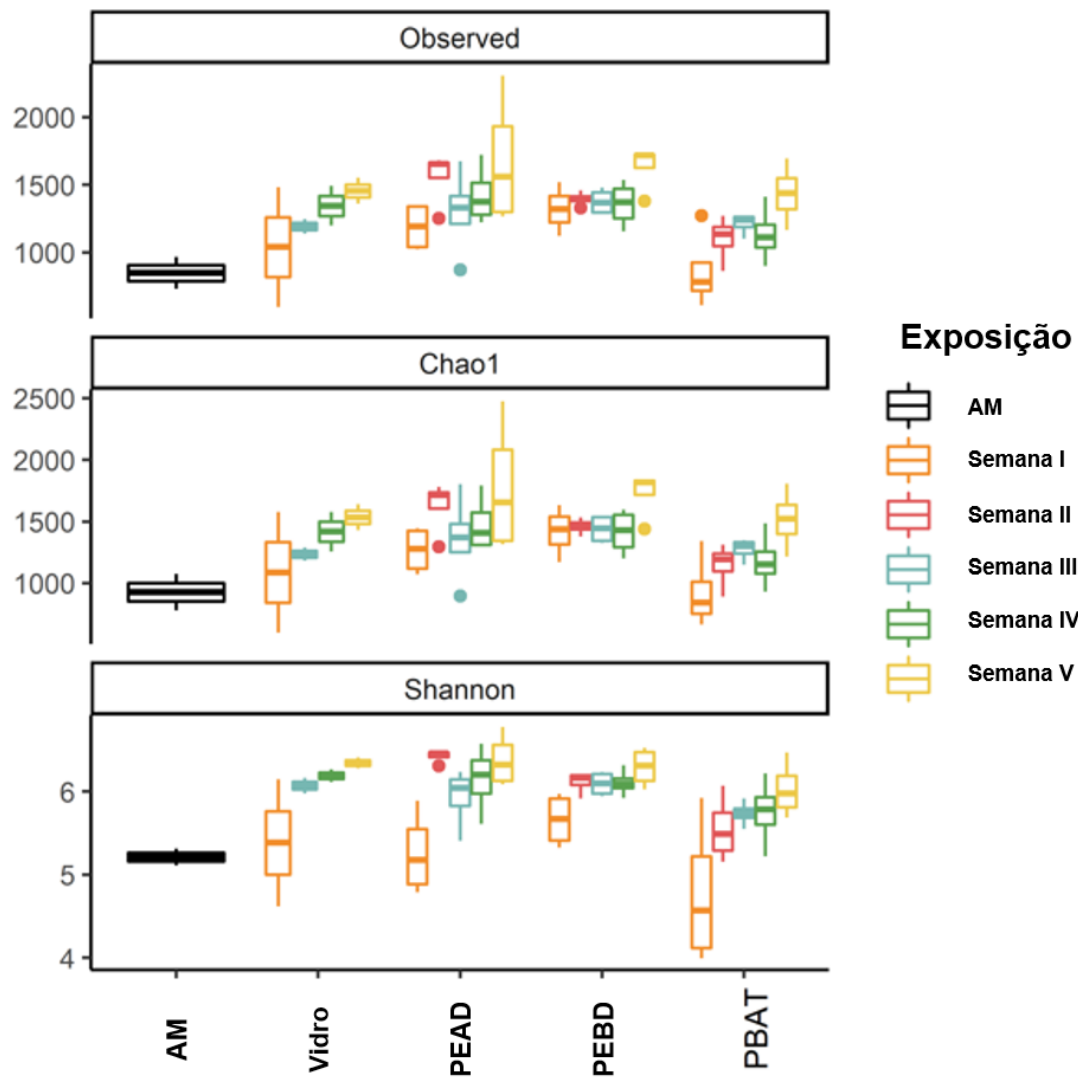 Observed
2000
1500
1000
Chao1
2500
2000
1500
1000
Shannon
6
5
4
AM
Vidro
PEAD
PEBD
PBAT
Exposição
AM
Semana I
Semana II
Semana III
Semana IV
Semana V